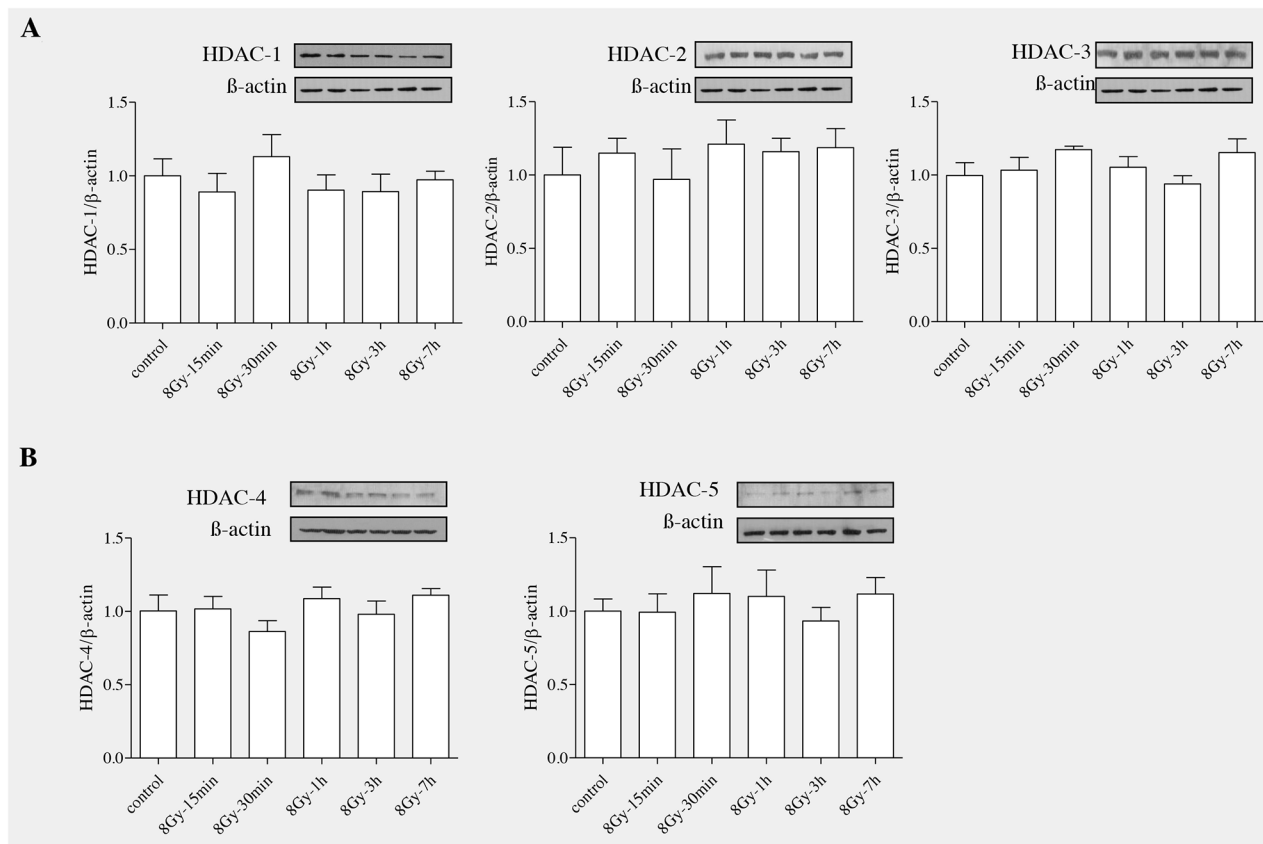 A
HDAC-1
ß-actin
HDAC-1/β-actin
1.5
1.0
0.5
0.0
control
8Gy-15min
8Gy-30min
8Gy-1h
8Gy-3h
8Gy-7h
HDAC-2
ß-actin
HDAC-2/β-actin
1.5
1.0
0.5
0.0
control
8Gy-15min
8Gy-30min
8Gy-1h
8Gy-3h
8Gy-7h
HDAC-3
ß-actin
HDAC-3/β-actin
1.5
1.0
0.5
0.0
control
8Gy-15min
8Gy-30min
8Gy-1h
8Gy-3h
8Gy-7h
B
HDAC-4
ß-actin
HDAC-4/β-actin
1.5
1.0
0.5
0.0
control
8Gy-15min
8Gy-30min
8Gy-1h
8Gy-3h
8Gy-7h
HDAC-5
ß-actin
HDAC-5/β-actin
1.5
1.0
0.5
0.0
control
8Gy-15min
8Gy-30min
8Gy-1h
8Gy-3h
8Gy-7h